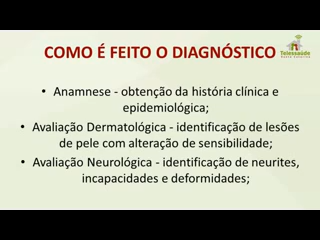 Telessaúde
COMO É FEITO O DIAGNÓSTICO
• Anamnese - obtenção da história clínica e
epidemiológica;
• Avaliação Dermatológica - identificação de lesões
de pele com alteração de sensibilidade;
• Avaliação Neurológica - identificação de neurites,
incapacidades e deformidades;